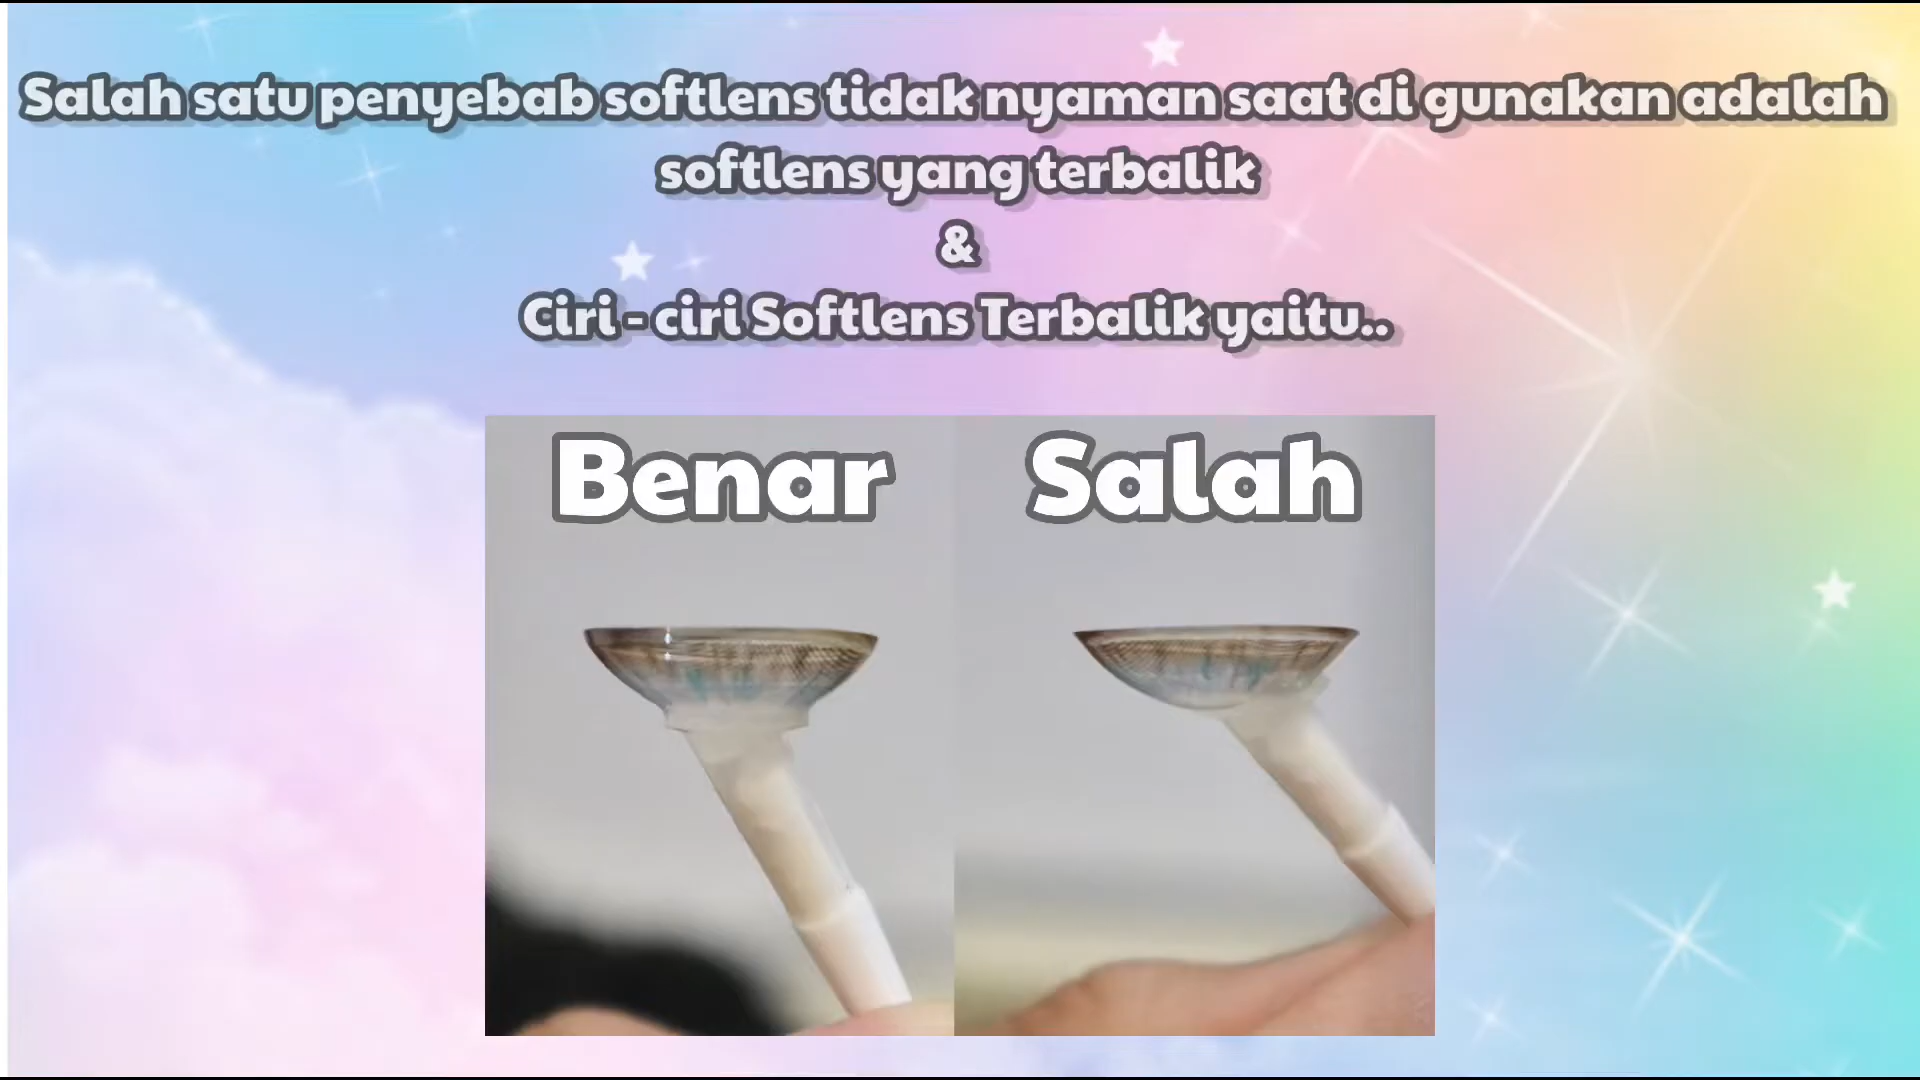 Salah satu penyebab softlens tidak nyaman saat di gunakan adalah
softlens yang terbalik
&
Ciri - ciri Softlens Terbalik yaitu..
Benar
Salah